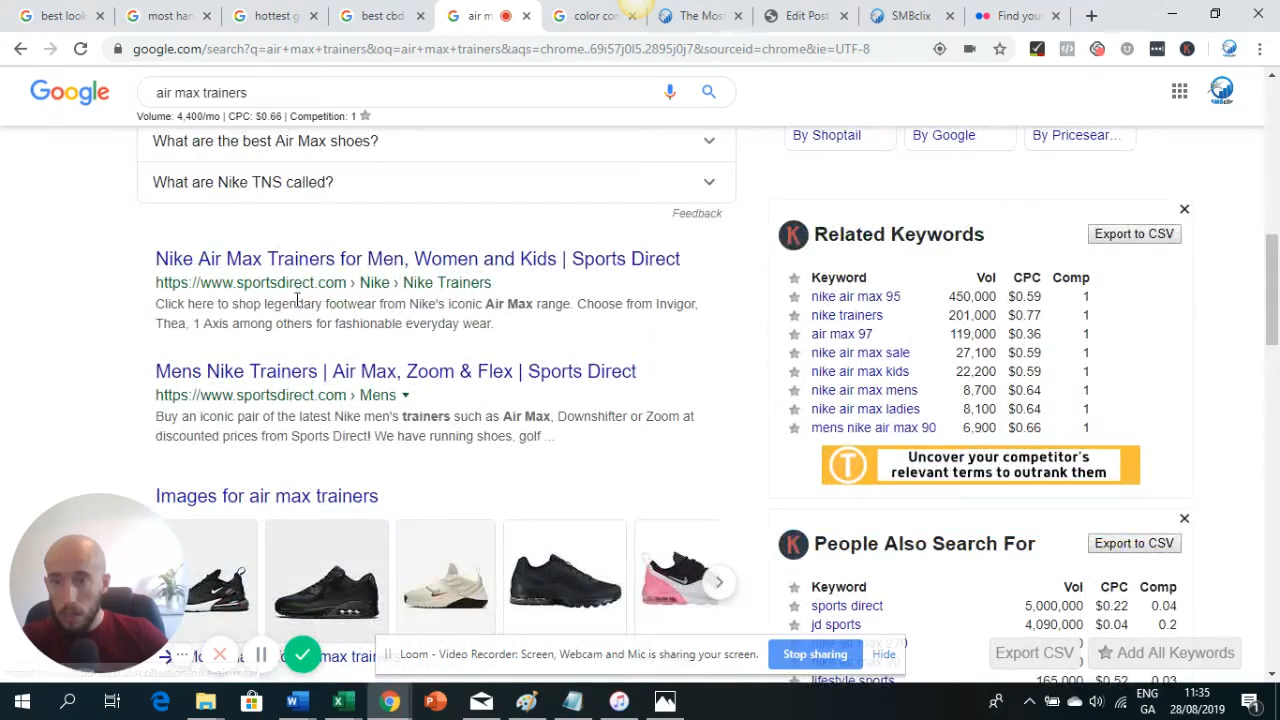 best look
most han
hottest g
best cbd
air m
color con
The Most
Edit Post
SMBclix
Find your
google.com/search?q=air+max+trainers&oq=air+max+trainers&aqs=chrome..69i57j0l5.2895j0j7&sourceid=chrome&ie=UTF-8
Google
air max trainers
Volume: 4,400/mo | CPC: $0.66 | Competition: 1
SMBclix
What are the best Air Max shoes?
By Shoptail
By Google
By Pricesear...
What are Nike TNS called?
Feedback
Nike Air Max Trainers for Men, Women and Kids | Sports Direct
https://www.sportsdirect.com › Nike › Nike Trainers
Click here to shop legendary footwear from Nike's iconic Air Max range. Choose from Invigor,
Thea, 1 Axis among others for fashionable everyday wear.
Mens Nike Trainers | Air Max, Zoom & Flex | Sports Direct
https://www.sportsdirect.com › Mens
Buy an iconic pair of the latest Nike men's trainers such as Air Max, Downshifter or Zoom at
discounted prices from Sports Direct! We have running shoes, golf ...
Images for air max trainers
K Related Keywords
Export to CSV
Keyword Vol CPC Comp
nike air max 95 450,000 $0.59 1
nike trainers 201,000 $0.77 1
air max 97 119,000 $0.36 1
nike air max sale 27,100 $0.59 1
nike air max kids 22,200 $0.59 1
nike air max mens 8,700 $0.64 1
nike air max ladies 8,100 $0.64 1
mens nike air max 90 6,900 $0.66 1
T Uncover your competitor's
relevant terms to outrank them
K People Also Search For
Export to CSV
Keyword Vol CPC Comp
sports direct 5,000,000 $0.22 0.04
jd sports 4,090,000 $0.04 0.2
lifestyle sports 165,000 $0.52 0.03
Loom - Video Recorder: Screen, Webcam and Mic is sharing your screen.
Stop sharing
Hide
Export CSV
Add All Keywords
ENG
GA
11:35
28/08/2019